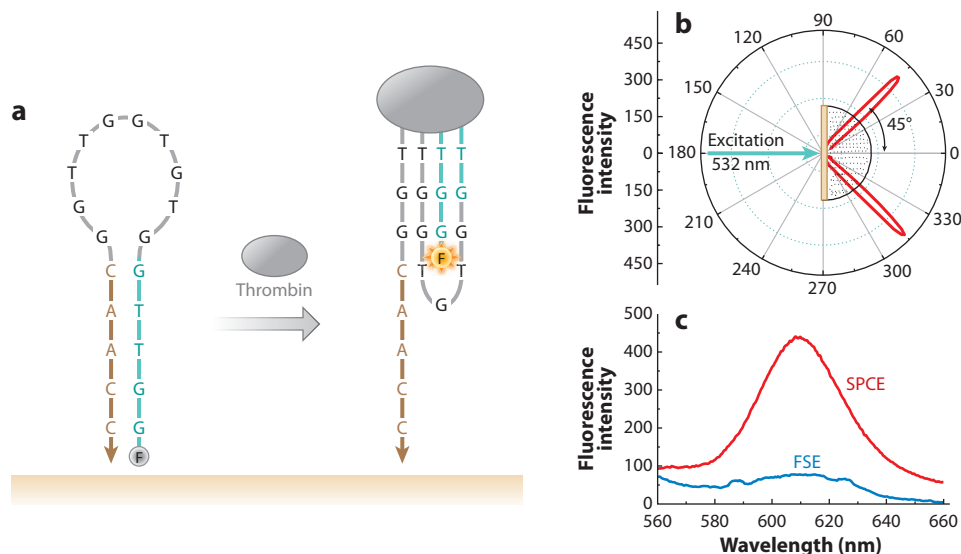 a
G T T G G T G T G
G
C G
A T
A T
C G
C G
F
Thrombin
T T T T
G G G G
G G G G
C T F T
G
A
A
C
C
b
Fluorescence
intensity
450
300
150
0
150
300
450
90
120
60
150
30
180
0
210
330
240
300
270
Excitation
532 nm
45°
c
Fluorescence
intensity
500
400
300
200
100
0
SPCE
FSE
560 580 600 620 640 660
Wavelength (nm)